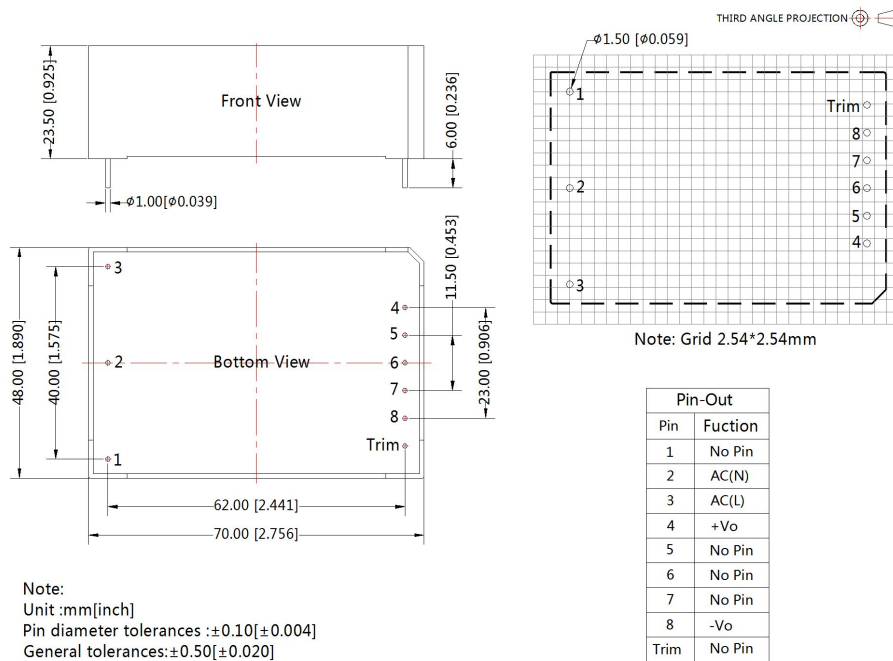 THIRD ANGLE PROJECTION
Front View
23.50 [0.925]
6.00 [0.236]
ϕ1.00[ϕ0.039]
ϕ1.50 [ϕ0.059]
1
2
3
Trim
8
7
6
5
4
Note: Grid 2.54*2.54mm
Bottom View
3
2
1
4
5
6
7
8
Trim
48.00 [1.890]
40.00 [1.575]
11.50 [0.453]
23.00 [0.906]
62.00 [2.441]
70.00 [2.756]
Pin-Out
Pin Fuction
1 No Pin
2 AC(N)
3 AC(L)
4 +Vo
5 No Pin
6 No Pin
7 No Pin
8 -Vo
Trim No Pin
Note:
Unit :mm[inch]
Pin diameter tolerances :±0.10[±0.004]
General tolerances:±0.50[±0.020]